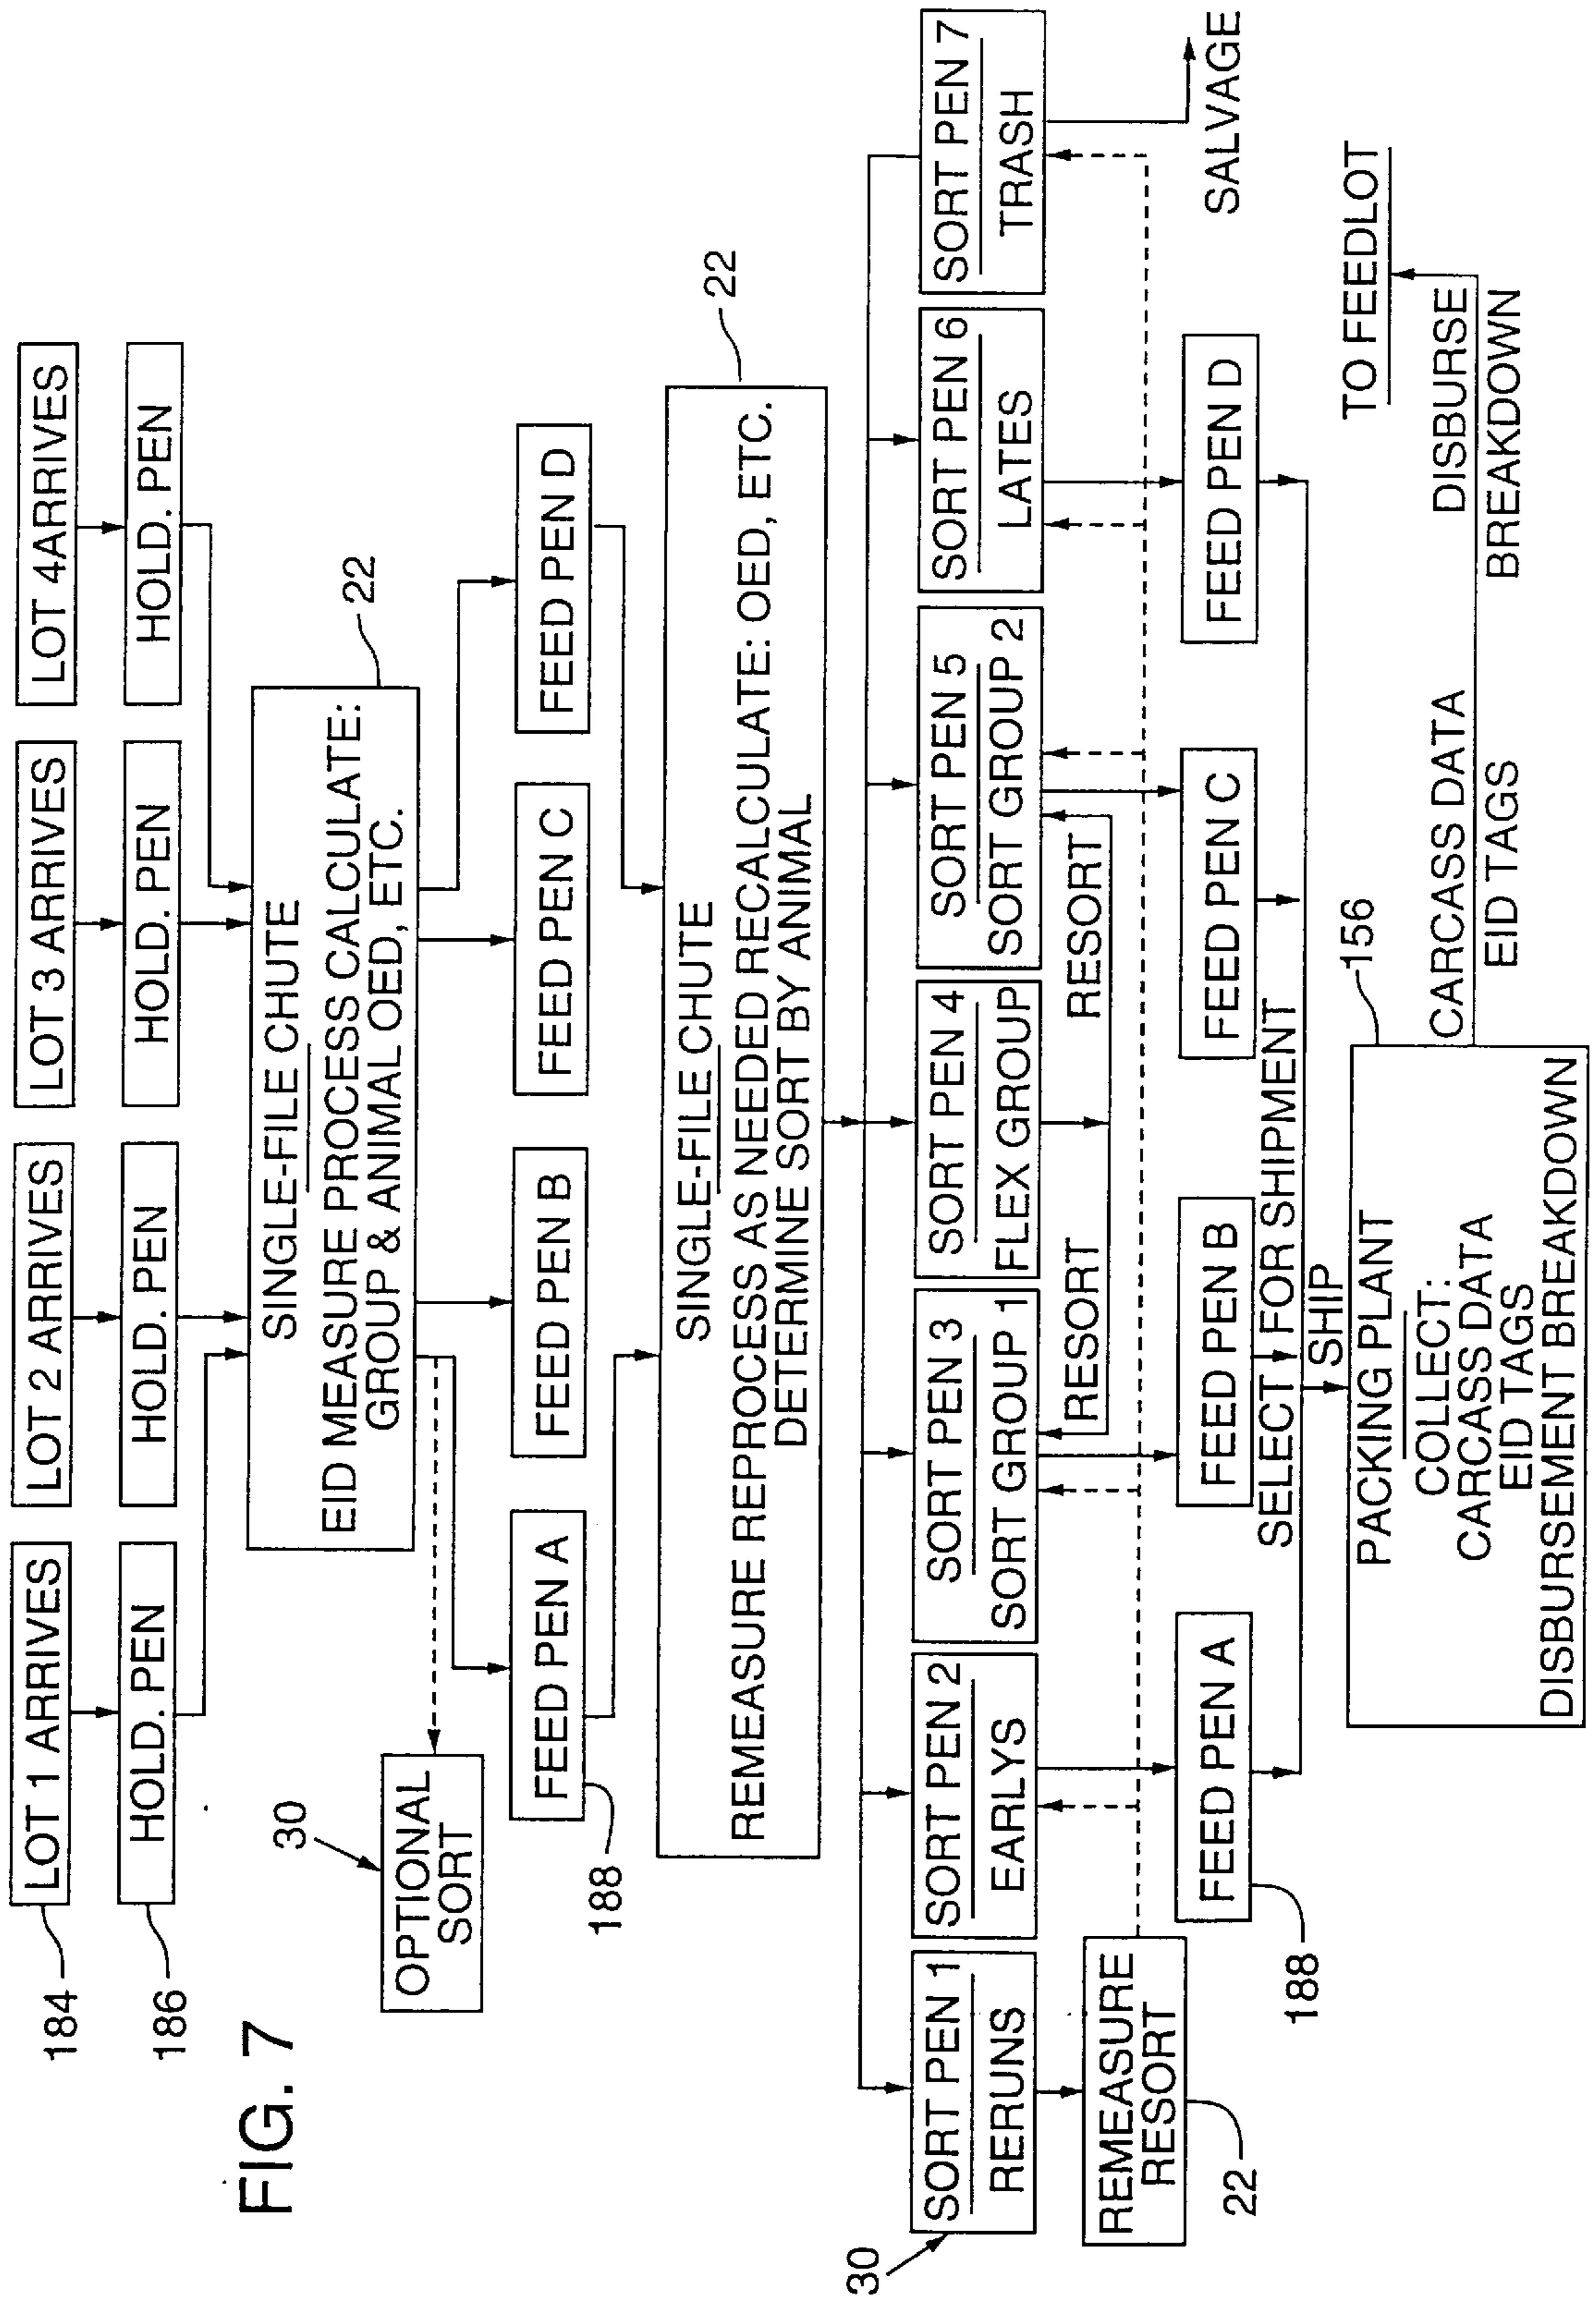 FIG. 7
184
LOT 1 ARRIVES
LOT 2 ARRIVES
LOT 3 ARRIVES
LOT 4ARRIVES
186
HOLD. PEN
HOLD. PEN
HOLD. PEN
HOLD. PEN
SINGLE-FILE CHUTE
EID MEASURE PROCESS CALCULATE:
GROUP & ANIMAL OED, ETC.
22
30
OPTIONAL
SORT
188
FEED PEN A
FEED PEN B
FEED PEN C
FEED PEN D
SINGLE-FILE CHUTE
REMEASURE REPROCESS AS NEEDED RECALCULATE: OED, ETC.
DETERMINE SORT BY ANIMAL
22
30
SORT PEN 1
RERUNS
SORT PEN 2
EARLYS
SORT PEN 3
SORT GROUP 1
SORT PEN 4
FLEX GROUP
SORT PEN 5
SORT GROUP 2
SORT PEN 6
LATES
SORT PEN 7
TRASH
RESORT
RESORT
REMEASURE
RESORT
22
SALVAGE
188
FEED PEN A
FEED PEN B
FEED PEN C
FEED PEN D
SELECT FOR SHIPMENT
SHIP
PACKING PLANT
COLLECT:
CARCASS DATA
EID TAGS
DISBURSEMENT BREAKDOWN
156
CARCASS DATA
EID TAGS
DISBURSE
BREAKDOWN
TO FEEDLOT